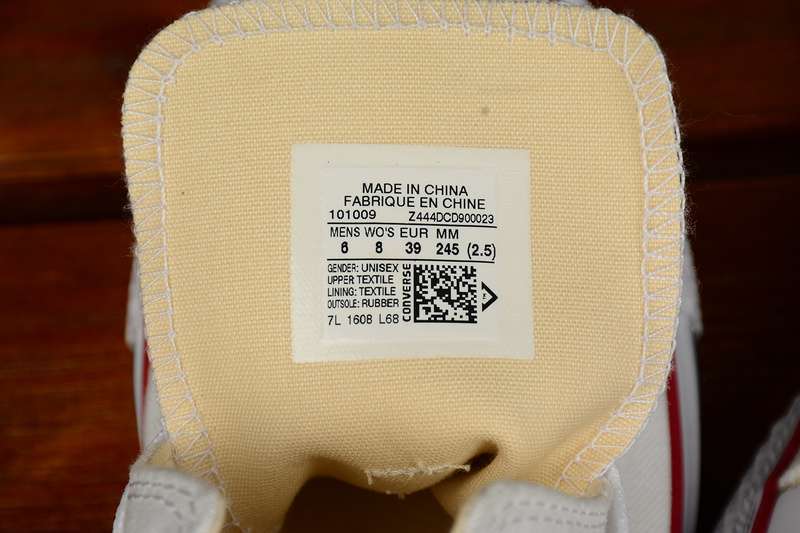 MADE IN CHINA
FABRIQUE EN CHINE
101009 Z444DCD900023
MENS WO'S EUR MM
6 8 39 245 (2.5)
GENDER: UNISEX
UPPER TEXTILE
LINING: TEXTILE
OUTSOLE: RUBBER
7L 1608 L68
CONVERSE